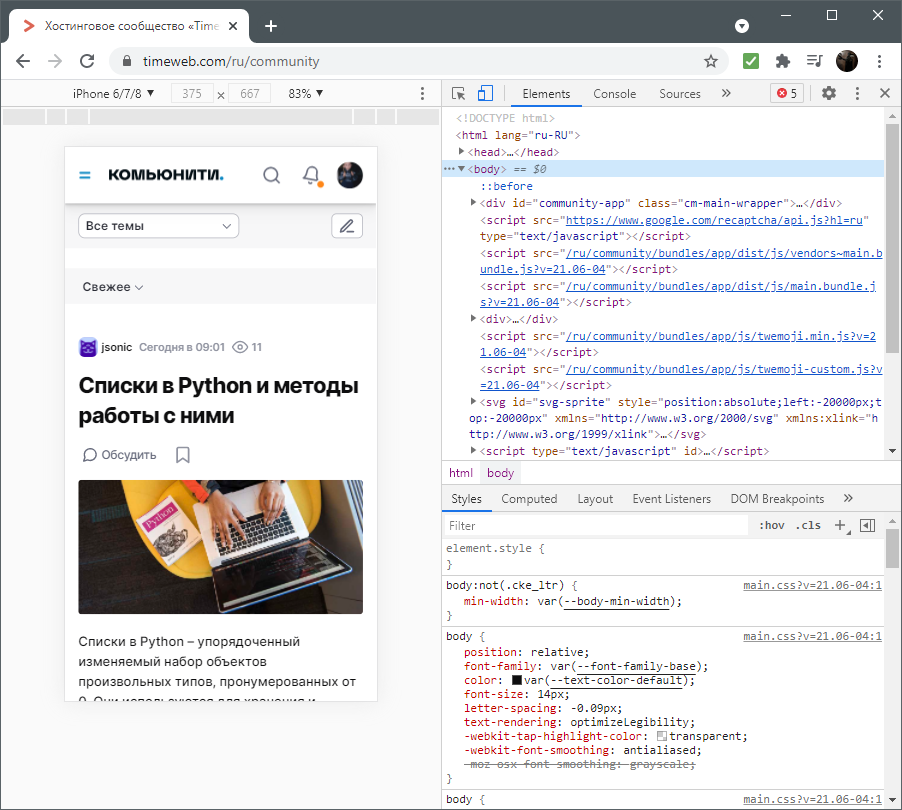 Хостинговое сообщество «Time
timeweb.com/ru/community
iPhone 6/7/8 ▼ 375 x 667 83% ▼
КОМЬЮНИТИ.
Все темы
Свежее
jsonic Сегодня в 09:01 11
Списки в Python и методы
работы с ними
Обсудить
Python
Списки в Python – упорядоченный
изменяемый набор объектов
произвольных типов, пронумерованных от
0. Они используются для хранения и
Elements Console Sources » 5
<!DOCTYPE html>
<html lang="ru-RU">
<head>…</head>
<body> == $0
::before
<div id="community-app" class="cm-main-wrapper">…</div>
<script src="https://www.google.com/recaptcha/api.js?hl=ru"
type="text/javascript"></script>
<script src="/ru/community/bundles/app/dist/js/vendors~main.b
undle.js?v=21.06-04"></script>
<script src="/ru/community/bundles/app/dist/js/main.bundle.j
s?v=21.06-04"></script>
<div>…</div>
<script src="/ru/community/bundles/app/js/twemoji.min.js?v=2
1.06-04"></script>
<script src="/ru/community/bundles/app/js/twemoji-custom.js?v
=21.06-04"></script>
<svg id="svg-sprite" style="position:absolute;left:-20000px;t
op:-20000px" xmlns="http://www.w3.org/2000/svg" xmlns:xlink="h
ttp://www.w3.org/1999/xlink">…</svg>
<script type="text/javascript" id>…</script>
html body
Styles Computed Layout Event Listeners DOM Breakpoints »
Filter :hov .cls +
element.style {
}
body:not(.cke_ltr) { main.css?v=21.06-04:1
min-width: var(--body-min-width);
}
body { main.css?v=21.06-04:1
position: relative;
font-family: var(--font-family-base);
color: var(--text-color-default);
font-size: 14px;
letter-spacing: -0.09px;
text-rendering: optimizeLegibility;
-webkit-tap-highlight-color: transparent;
-webkit-font-smoothing: antialiased;
-moz-osx-font-smoothing: grayscale;
}
body { main.css?v=21.06-04:1